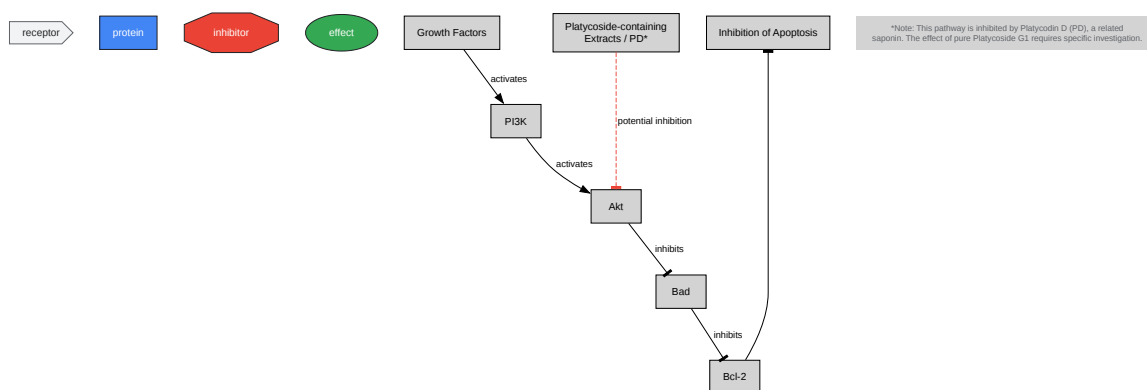 receptor
protein
inhibitor
effect
Growth Factors
Platycoside-containing
Extracts / PD*
Inhibition of Apoptosis
*Note: This pathway is inhibited by Platycodin D (PD), a related
saponin. The effect of pure Platycoside G1 requires specific investigation.
activates
PI3K
potential inhibition
activates
Akt
inhibits
Bad
inhibits
Bcl-2